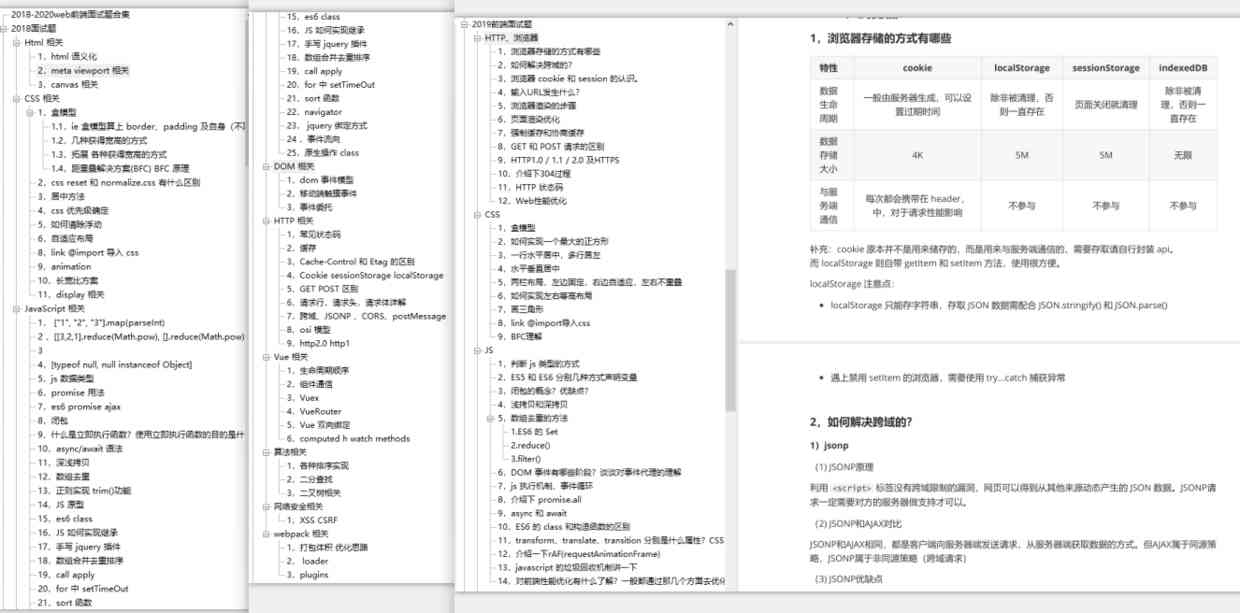 2018-2020web前端面试题合集
2018面试题
Html 相关
1、html 语义化
2、meta viewport 相关
3、canvas 相关
CSS 相关
1、盒模型
1.1、ie 盒模型算上 border、padding 及自身（不
1.2、几种获得宽高的方式
1.3、拓展 各种获得宽高的方式
1.4、距重叠解决方案(BFC) BFC 原理
2、css reset 和 normalize.css 有什么区别
3、居中方法
4、css 优先级确定
5、如何清除浮动
6、自适应布局
8、link @import 导入 css
9、animation
10、长宽比方案
11、display 相关
JavaScript 相关
1、 ["1", "2", "3"].map(parseInt)
2 、[[3,2,1].reduce(Math.pow), [].reduce(Math.pow)
3
4、[typeof null, null instanceof Object]
5、js 数据类型
6、promise 用法
7、es6 promise ajax
8、闭包
9、什么是立即执行函数？使用立即执行函数的目的是什
10、async/await 语法
11、深浅拷贝
12、数组去重
13、正则实现 trim()功能
14、JS 原型
15、es6 class
16、JS 如何实现继承
17、手写 jquery 插件
18、数组合并去重排序
19、call apply
20、for 中 setTimeOut
21、sort 函数
15、es6 class
16、JS 如何实现继承
17、手写 jquery 插件
18、数组合并去重排序
19、call apply
20、for 中 setTimeOut
21、sort 函数
22、navigator
23、 jquery 绑定方式
24 、事件流向
25、原生操作 class
DOM 相关
1、dom 事件模型
2、移动端触摸事件
3、事件委托
HTTP 相关
1、常见状态码
2、缓存
3、Cache-Control 和 Etag 的区别
4、Cookie sessionStorage localStorage
5、GET POST 区别
6、请求行、请求头、请求体详解
7、跨域，JSONP 、CORS、postMessage
8、osi 模型
9、http2.0 http1
Vue 相关
1、生命周期顺序
2、组件通信
3、Vuex
4、VueRouter
5、Vue 双向绑定
6、computed h watch methods
算法相关
1、各种排序实现
2、二分查找
3、二叉树相关
网络安全相关
1、XSS CSRF
webpack 相关
1、打包体积 优化思路
2、 loader
3、plugins
2019前端面试题
HTTP、浏览器
1、浏览器存储的方式有哪些
2、如何解决跨域的？
3、浏览器 cookie 和 session 的认识。
4、输入URL发生什么？
5、浏览器渲染的步骤
6、页面渲染优化
7、强制缓存和协商缓存
8、GET 和 POST 请求的区别
9、HTTP1.0 / 1.1 / 2.0 及HTTPS
10、介绍下304过程
11、HTTP 状态码
12、Web性能优化
CSS
1、盒模型
2、如何实现一个最大的正方形
3、一行水平居中，多行居左
4、水平垂直居中
5、两栏布局，左边固定，右边自适应，左右不重叠
6、如何实现左右等高布局
7、画三角形
8、link @import导入css
9、BFC理解
JS
1、判断 js 类型的方式
2、ES5 和 ES6 分别几种方式声明变量
3、闭包的概念？优缺点？
4、浅拷贝和深拷贝
5、数组去重的方法
1.ES6 的 Set
2.reduce()
3.filter()
6、DOM 事件有哪些阶段？谈谈对事件代理的理解
7、js 执行机制、事件循环
8、介绍下 promise.all
9、async 和 await
10、ES6 的 class 和构造函数的区别
11、transform、translate、transition 分别是什么属性？CSS
12、介绍一下rAF(requestAnimationFrame)
13、javascript 的垃圾回收机制讲一下
14、对前端性能优化有什么了解？一般都通过那几个方面去优化
1、浏览器存储的方式有哪些
特性 cookie localStorage sessionStorage indexedDB
数据生命周期 一般由服务器生成，可以设置过期时间 除非被清理，否则一直存在 页面关闭就清理 除非被清理，否则一直存在
数据存储大小 4K 5M 5M 无限
与服务端通信 每次都会携带在 header，中，对于请求性能影响 不参与 不参与 不参与
补充：cookie 原本并不是用来储存的，而是用来与服务端通信的，需要存取请自行封装 api。
而 localStorage 则自带 getItem 和 setItem 方法，使用很方便。
localStorage 注意点：
• localStorage 只能存字符串，存取 JSON 数据需配合 JSON.stringify() 和 JSON.parse()
• 遇上禁用 setItem 的浏览器，需要使用 try...catch 捕获异常
2、如何解决跨域的？
1）jsonp
（1) JSONP原理
利用 <script> 标签没有跨域限制的漏洞，网页可以得到从其他来源动态产生的 JSON 数据。JSONP请
求一定需要对方的服务器做支持才可以。
（2) JSONP和AJAX对比
JSONP和AJAX相同，都是客户端向服务器端发送请求，从服务器端获取数据的方式。但AJAX属于同源策
略，JSONP属于非同源策略（跨域请求）
（3) JSONP优缺点